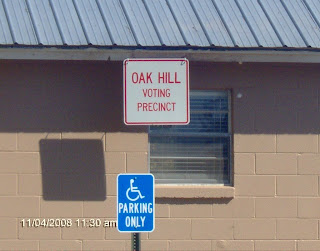 OAK HILL
VOTING
PRECINCT
PARKING
ONLY
11/04/2008 11:30 am